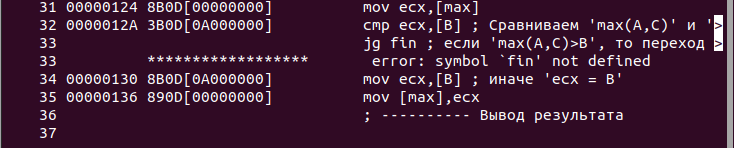 31 00000124 8B0D[00000000] mov ecx,[max]
32 0000012A 3B0D[0A000000] cmp ecx,[B] ; Сравниваем 'max(A,C)' и '>
33 jg fin ; если 'max(A,C)>B', то переход >
33 ****************** error: symbol `fin' not defined
34 00000130 8B0D[0A000000] mov ecx,[B] ; иначе 'ecx = B'
35 00000136 890D[00000000] mov [max],ecx
36 ; ---------- Вывод результата
37